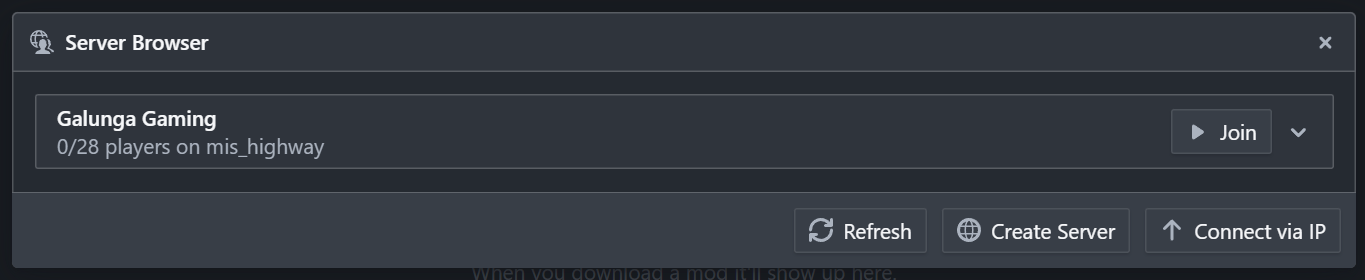 Server Browser
Galunga Gaming
0/28 players on mis_highway
Join
Refresh
Create Server
Connect via IP
When you download a mod it'll show up here.